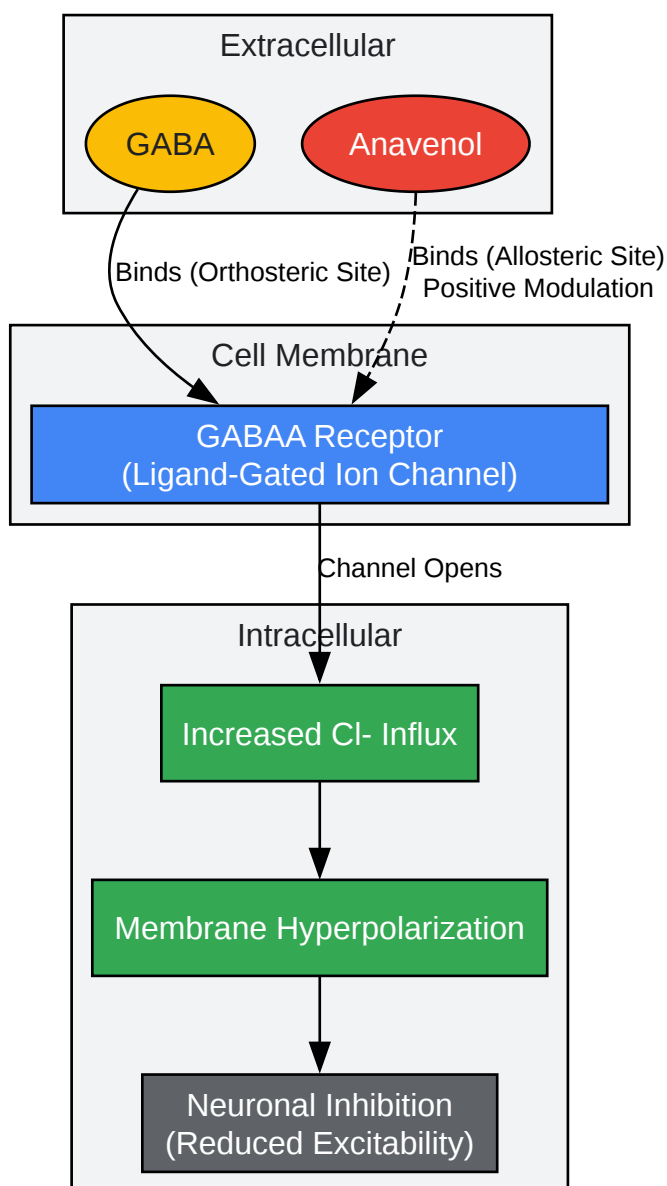 Extracellular
GABA
Anavenol
Binds (Orthosteric Site)
Binds (Allosteric Site)
Positive Modulation
Cell Membrane
GABAA Receptor
(Ligand-Gated Ion Channel)
Channel Opens
Intracellular
Increased Cl- Influx
Membrane Hyperpolarization
Neuronal Inhibition
(Reduced Excitability)